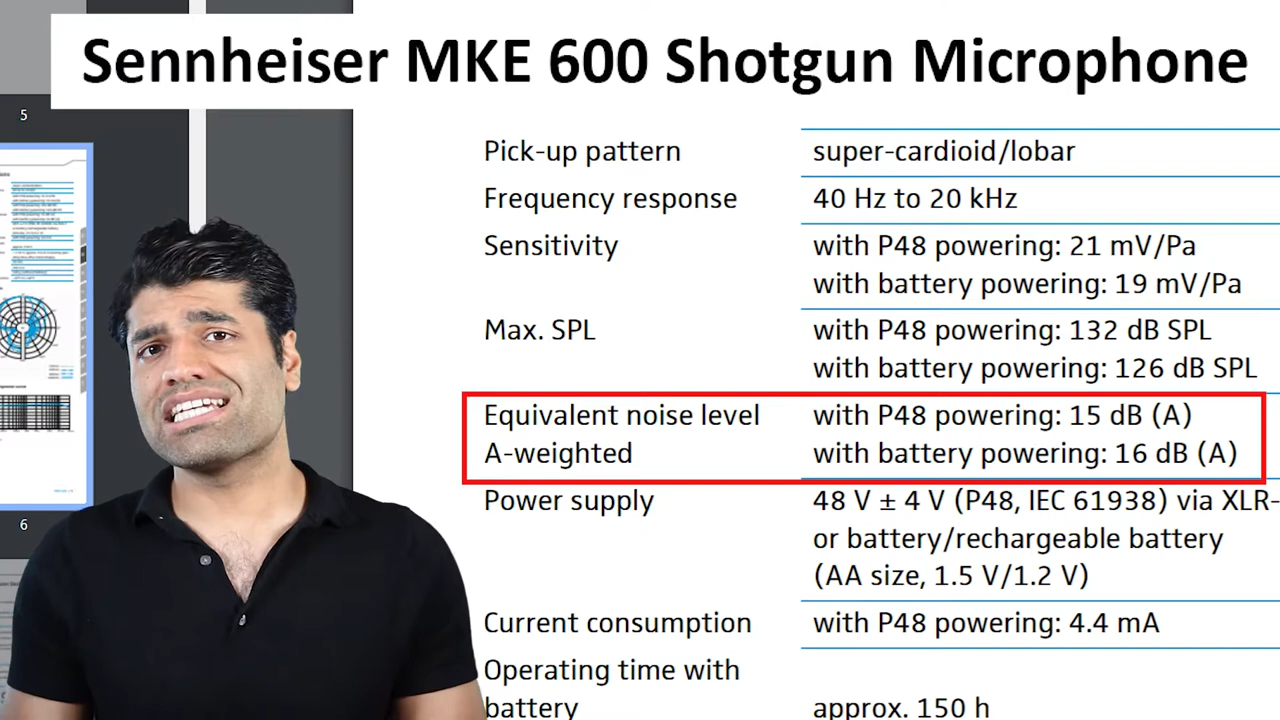 Sennheiser MKE 600 Shotgun Microphone
5
Pick-up pattern super-cardioid/lobar
Frequency response 40 Hz to 20 kHz
Sensitivity with P48 powering: 21 mV/Pa
with battery powering: 19 mV/Pa
Max. SPL with P48 powering: 132 dB SPL
with battery powering: 126 dB SPL
Equivalent noise level with P48 powering: 15 dB (A)
A-weighted with battery powering: 16 dB (A)
Power supply 48 V ± 4 V (P48, IEC 61938) via XLR-
or battery/rechargeable battery
(AA size, 1.5 V/1.2 V)
6
Current consumption with P48 powering: 4.4 mA
Operating time with
battery approx. 150 h